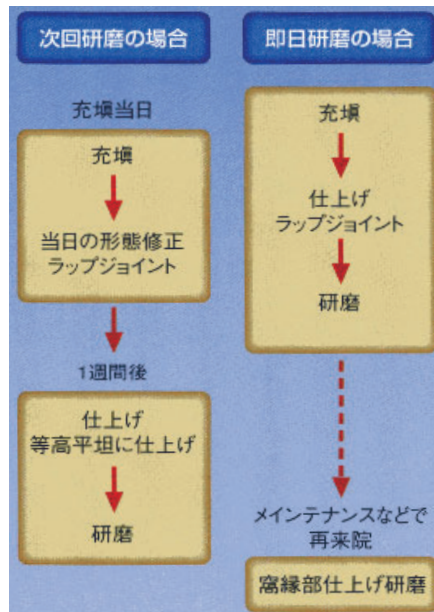 次回研磨の場合
充塡当日
充塡
当日の形態修正
ラップジョイント
1週間後
仕上げ
等高平坦に仕上げ
研磨
即日研磨の場合
充塡
仕上げ
ラップジョイント
研磨
メインテナンスなどで
再来院
窩縁部仕上げ研磨